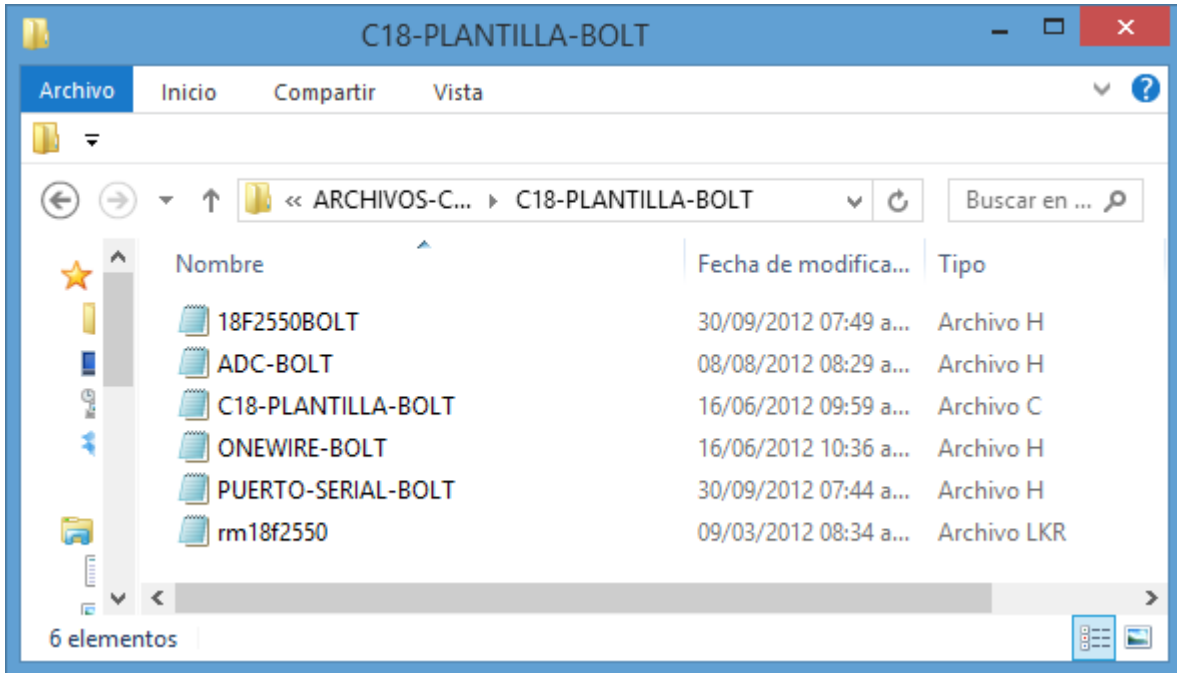 C18-PLANTILLA-BOLT
Archivo Inicio Compartir Vista
« ARCHIVOS-C... C18-PLANTILLA-BOLT Buscar en ...
Nombre Fecha de modifica... Tipo
18F2550BOLT 30/09/2012 07:49 a... Archivo H
ADC-BOLT 08/08/2012 08:29 a... Archivo H
C18-PLANTILLA-BOLT 16/06/2012 09:59 a... Archivo C
ONEWIRE-BOLT 16/06/2012 10:36 a... Archivo H
PUERTO-SERIAL-BOLT 30/09/2012 07:44 a... Archivo H
rm18f2550 09/03/2012 08:34 a... Archivo LKR
6 elementos